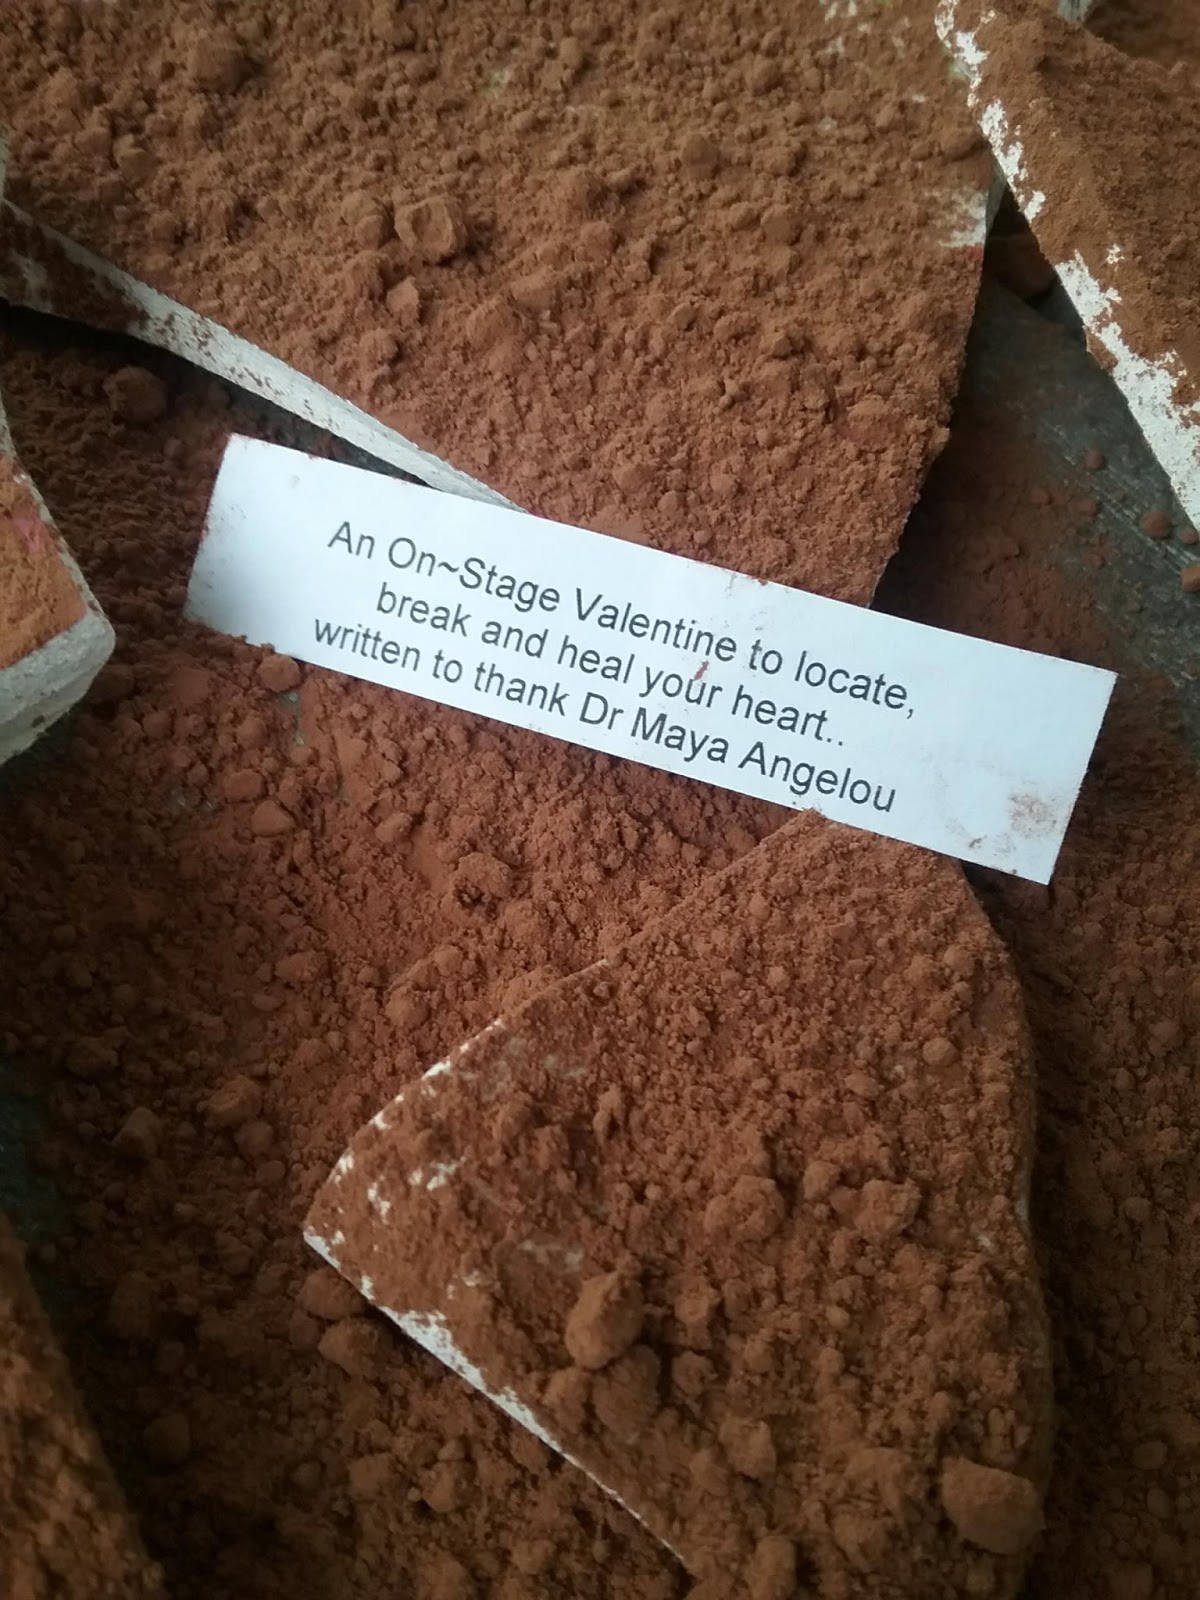 An On~Stage Valentine to locate,
break and heal your heart..
written to thank Dr Maya Angelou